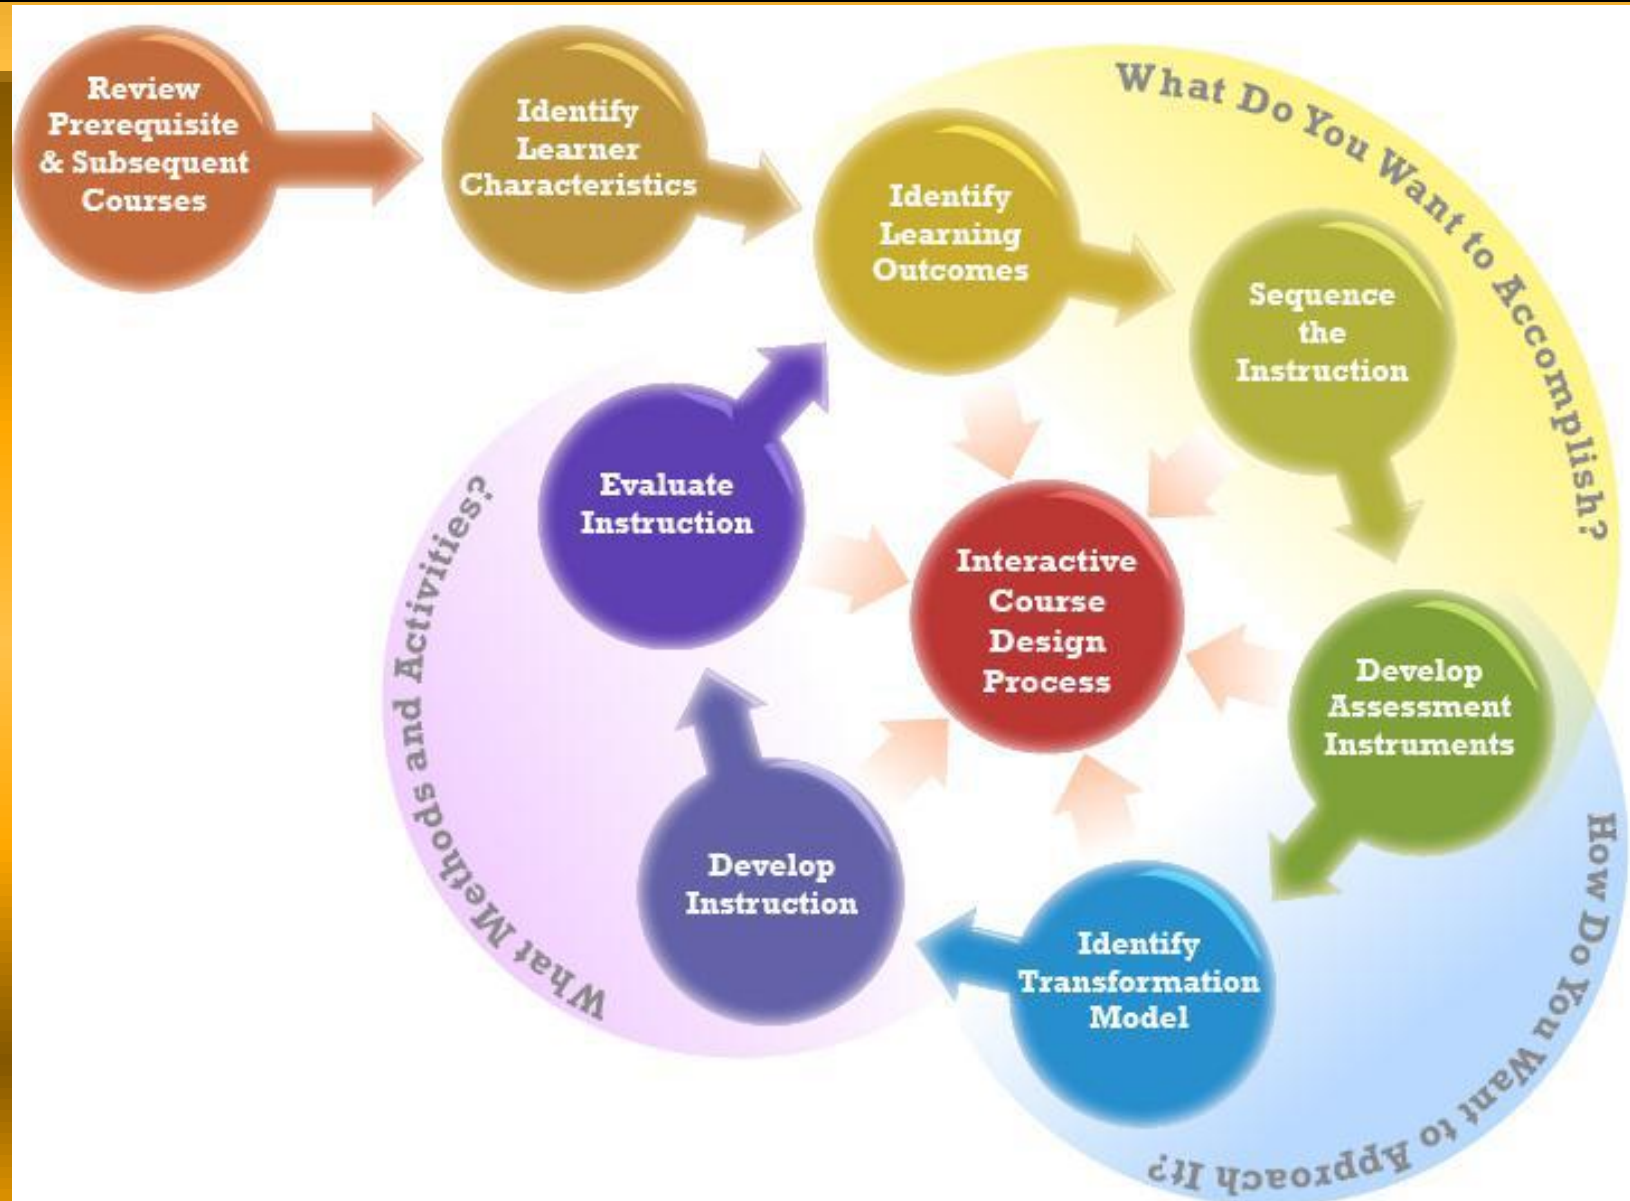 Review
Prerequisite
& Subsequent
Courses
Identify
Learner
Characteristics
Identify
Learning
Outcomes
What Do You Want to Accomplish?
Sequence
the
Instruction
Evaluate
Instruction
Interactive
Course
Design
Process
Develop
Assessment
Instruments
What Methods and Activities?
Develop
Instruction
Identify
Transformation
Model
How Do You Want to Approach It?